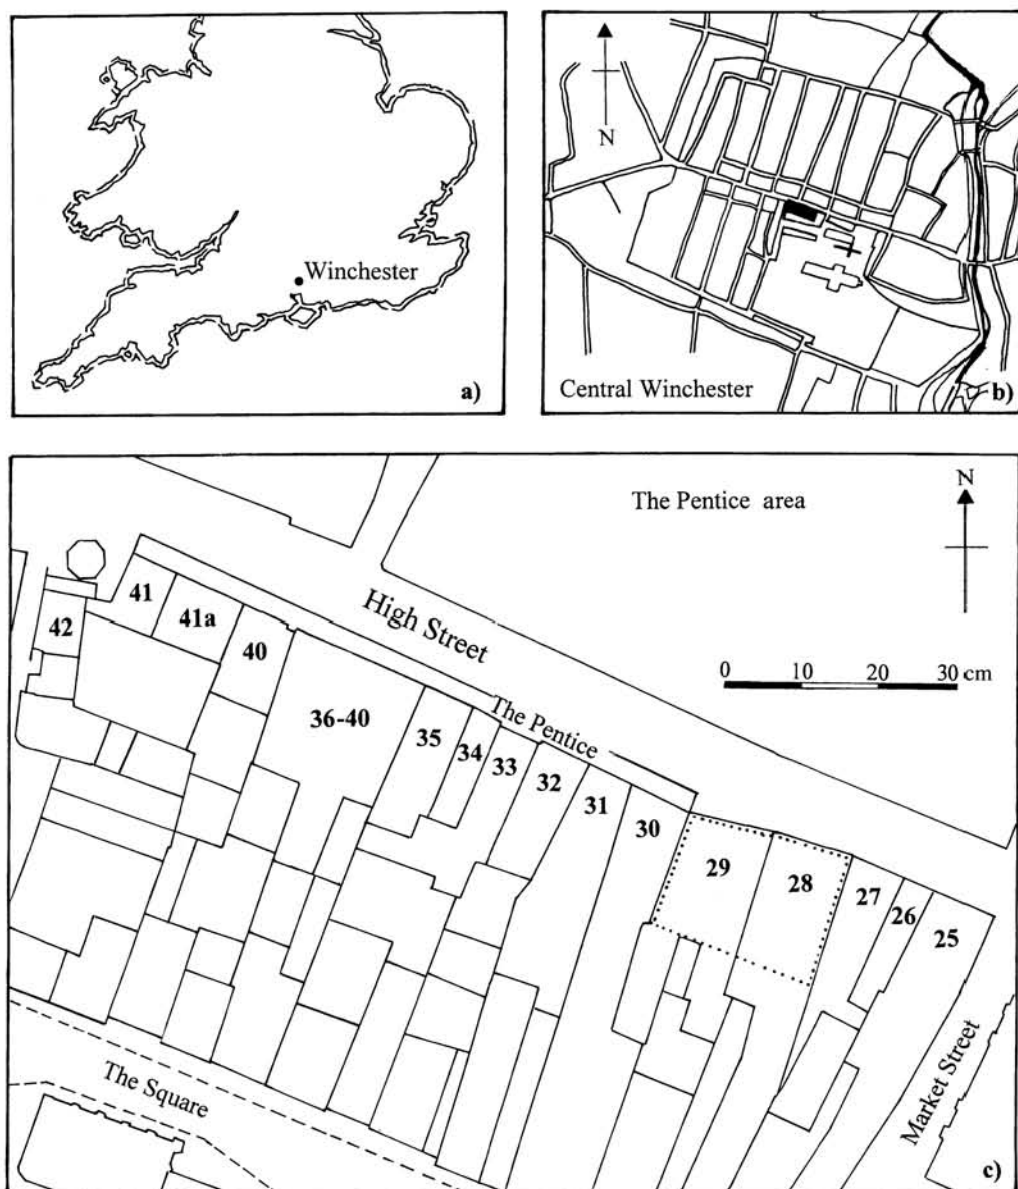 Winchester
a)
N
Central Winchester
b)
The Pentice area
N
High Street
0 10 20 30 cm
The Pentice
41
41a
42
40
36-40
35
34
33
32
31
30
29
28
27
26
25
Market Street
The Square
c)